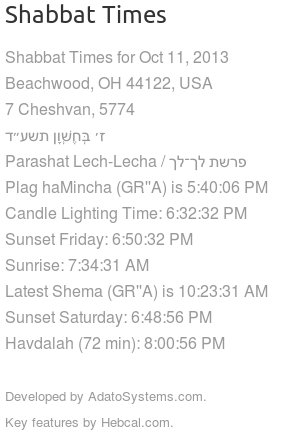 Shabbat Times
Shabbat Times for Oct 11, 2013
Beachwood, OH 44122, USA
7 Cheshvan, 5774
ז׳ בְּחֶשְׁוָן תשע״ד
Parashat Lech-Lecha / פרשת לך־לך
Plag haMincha (GR"A) is 5:40:06 PM
Candle Lighting Time: 6:32:32 PM
Sunset Friday: 6:50:32 PM
Sunrise: 7:34:31 AM
Latest Shema (GR"A) is 10:23:31 AM
Sunset Saturday: 6:48:56 PM
Havdalah (72 min): 8:00:56 PM
Developed by AdatoSystems.com.
Key features by Hebcal.com.